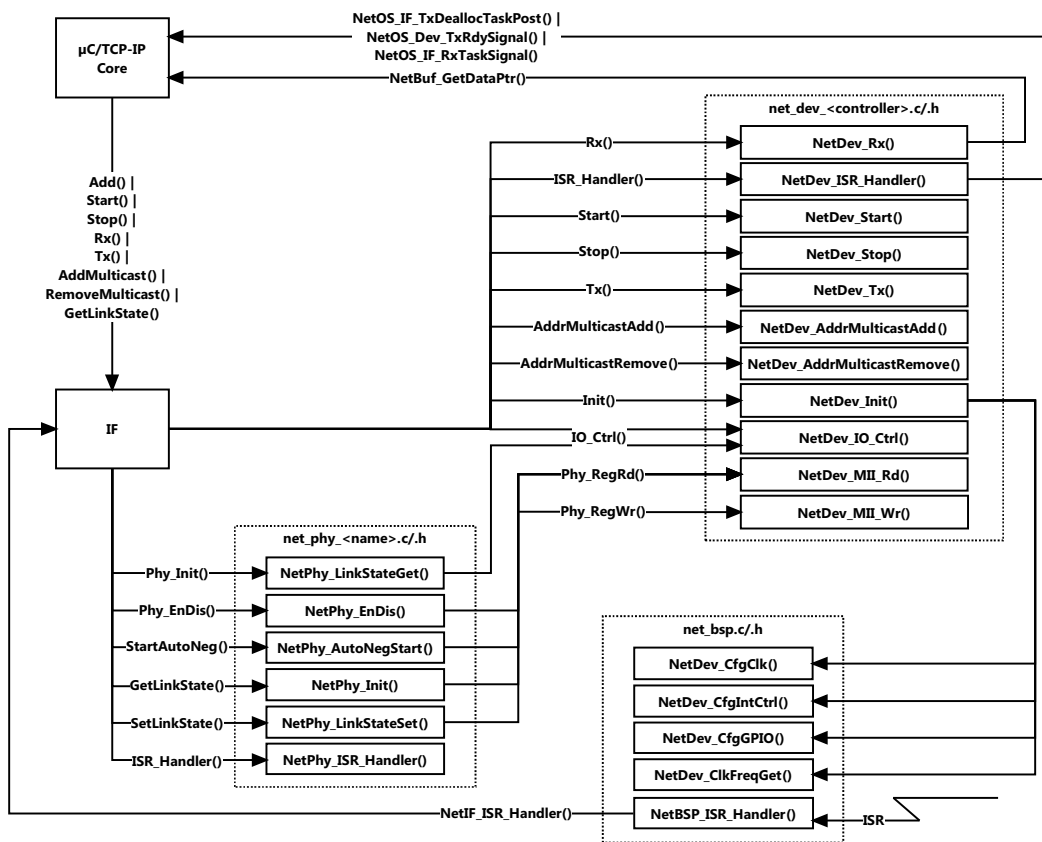 NetOS_IF_TxDeallocTaskPost() |
NetOS_Dev_TxRdySignal() |
NetOS_IF_RxTaskSignal()
µC/TCP-IP
Core
NetBuf_GetDataPtr()
Add() |
Start() |
Stop() |
Rx() |
Tx() |
AddMulticast() |
RemoveMulticast() |
GetLinkState()
net_dev_<controller>.c/.h
Rx()
NetDev_Rx()
ISR_Handler()
NetDev_ISR_Handler()
Start()
NetDev_Start()
Stop()
NetDev_Stop()
Tx()
NetDev_Tx()
AddrMulticastAdd()
NetDev_AddrMulticastAdd()
AddrMulticastRemove()
NetDev_AddrMulticastRemove()
Init()
NetDev_Init()
IF
IO_Ctrl()
NetDev_IO_Ctrl()
Phy_RegRd()
NetDev_MII_Rd()
Phy_RegWr()
NetDev_MII_Wr()
net_phy_<name>.c/.h
Phy_Init()
NetPhy_LinkStateGet()
Phy_EnDis()
NetPhy_EnDis()
StartAutoNeg()
NetPhy_AutoNegStart()
GetLinkState()
NetPhy_Init()
SetLinkState()
NetPhy_LinkStateSet()
ISR_Handler()
NetPhy_ISR_Handler()
net_bsp.c/.h
NetDev_CfgClk()
NetDev_CfgIntCtrl()
NetDev_CfgGPIO()
NetDev_ClkFreqGet()
NetIF_ISR_Handler()
NetBSP_ISR_Handler()
ISR